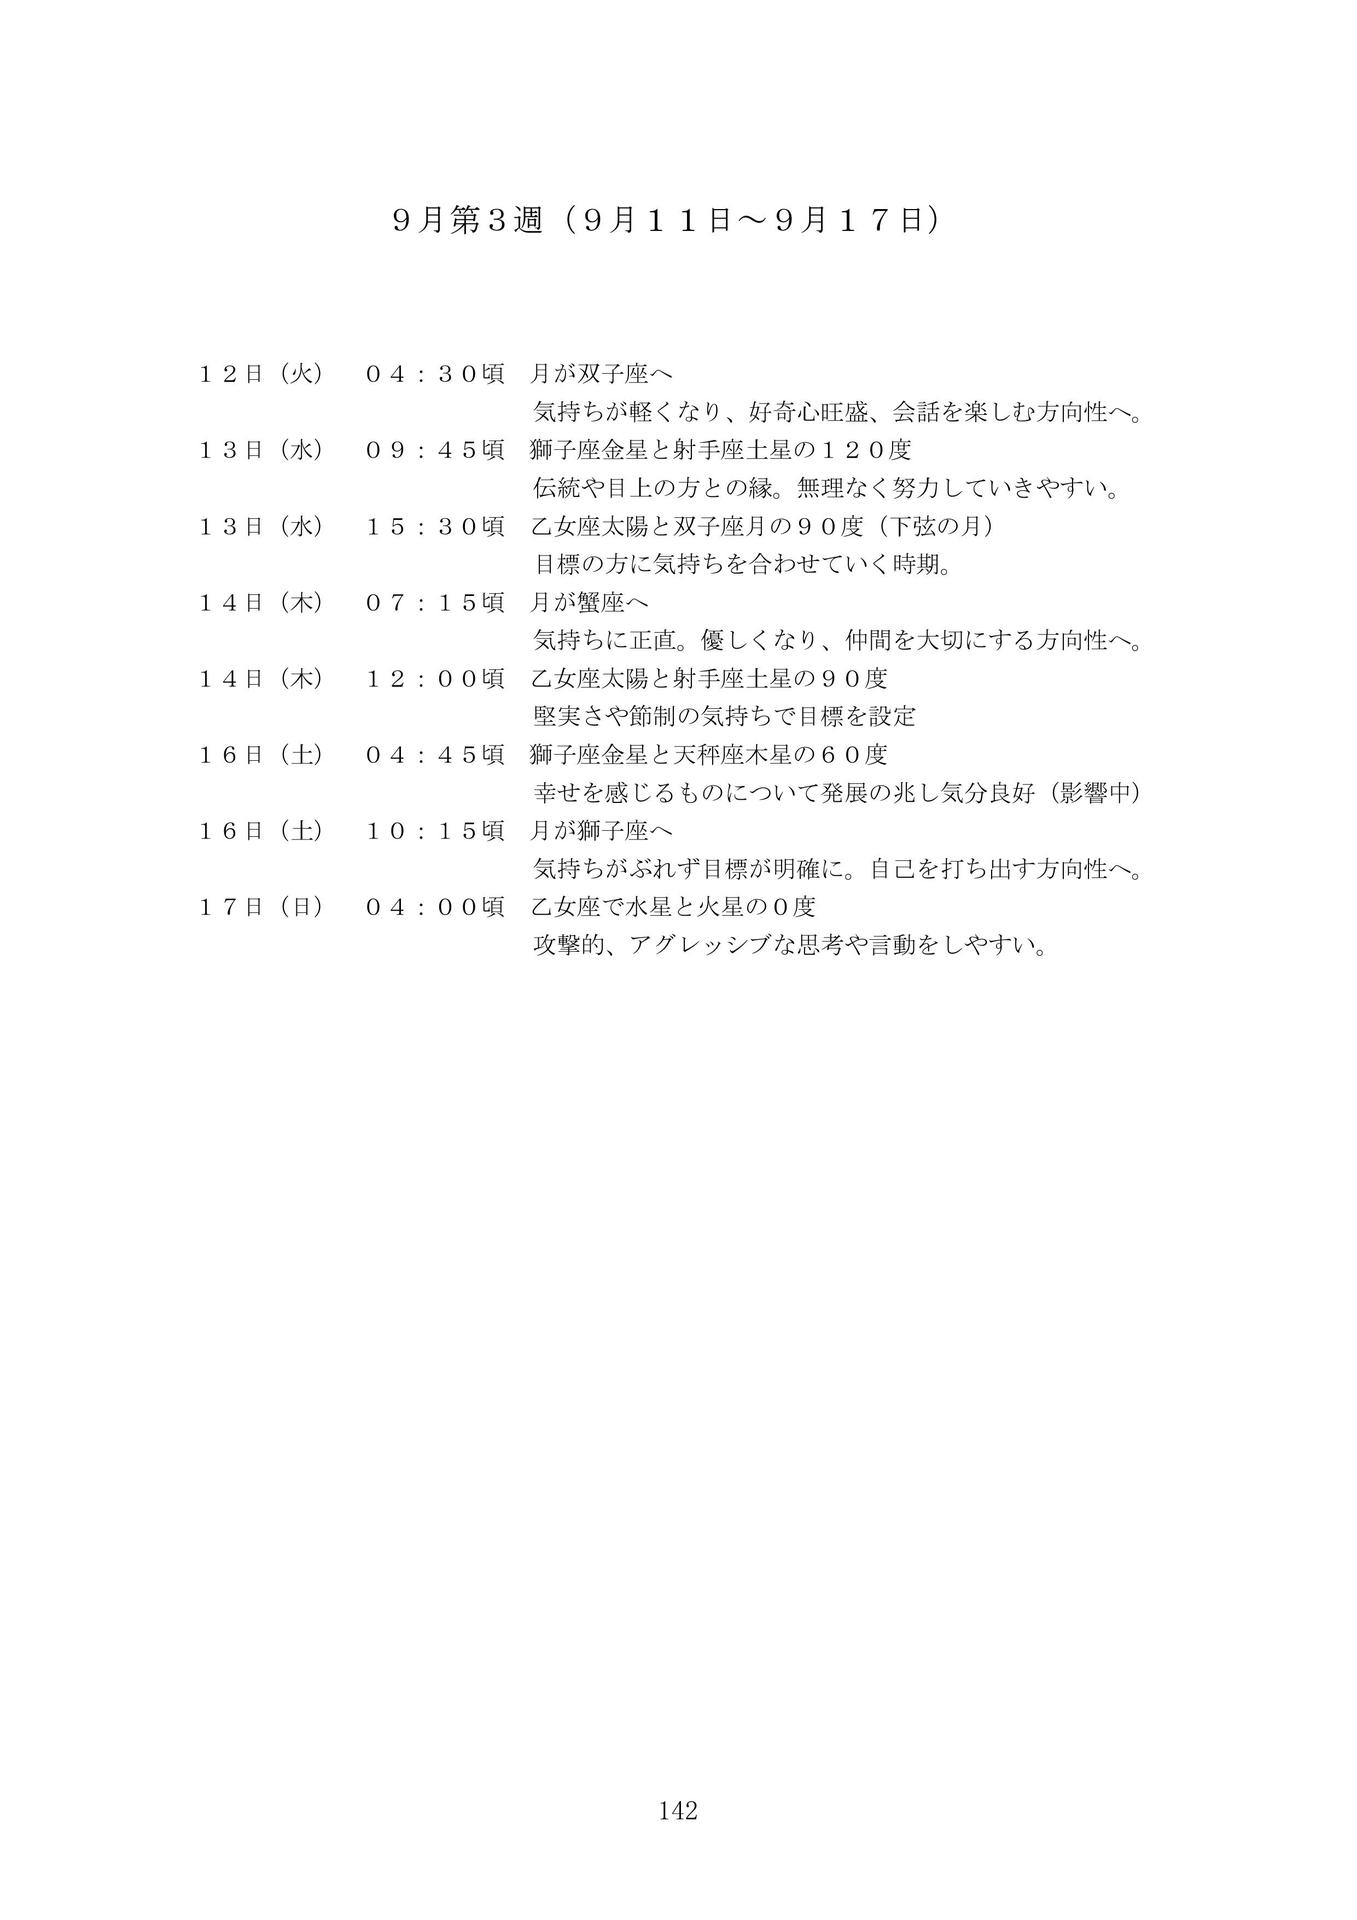 ９月第３週（９月１１日～９月１７日）
１２日（火）　０４：３０頃　月が双子座へ
気持ちが軽くなり、好奇心旺盛、会話を楽しむ方向性へ。
１３日（水）　０９：４５頃　獅子座金星と射手座土星の１２０度
伝統や目上の方との縁。無理なく努力していきやすい。
１３日（水）　１５：３０頃　乙女座太陽と双子座月の９０度（下弦の月）
目標の方に気持ちを合わせていく時期。
１４日（木）　０７：１５頃　月が蟹座へ
気持ちに正直。優しくなり、仲間を大切にする方向性へ。
１４日（木）　１２：００頃　乙女座太陽と射手座土星の９０度
堅実さや節制の気持ちで目標を設定
１６日（土）　０４：４５頃　獅子座金星と天秤座木星の６０度
幸せを感じるものについて発展の兆し気分良好（影響中）
１６日（土）　１０：１５頃　月が獅子座へ
気持ちがぶれず目標が明確に。自己を打ち出す方向性へ。
１７日（日）　０４：００頃　乙女座で水星と火星の０度
攻撃的、アグレッシブな思考や言動をしやすい。
142